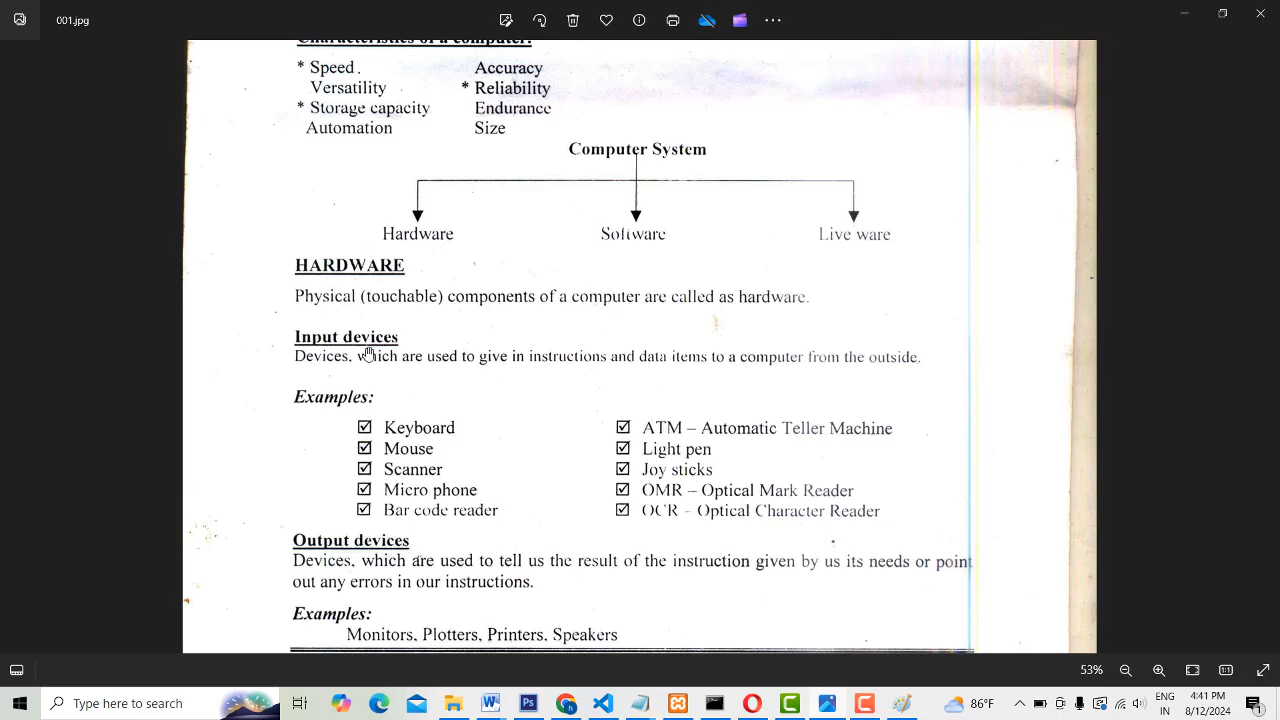 001.jpg
Characteristics of a computer:
* Speed . Accuracy
Versatility * Reliability
* Storage capacity Endurance
Automation Size
Computer System
Hardware Software Live ware
HARDWARE
Physical (touchable) components of a computer are called as hardware.
Input devices
Devices, which are used to give in instructions and data items to a computer from the outside.
Examples:
☑ Keyboard ☑ ATM – Automatic Teller Machine
☑ Mouse ☑ Light pen
☑ Scanner ☑ Joy sticks
☑ Micro phone ☑ OMR – Optical Mark Reader
☑ Bar code reader ☑ OCR – Optical Character Reader
Output devices
Devices, which are used to tell us the result of the instruction given by us its needs or point
out any errors in our instructions.
Examples:
Monitors, Plotters, Printers, Speakers
53%
Type here to search 86°F ENG 4:41 PM
IN 8/12/2024